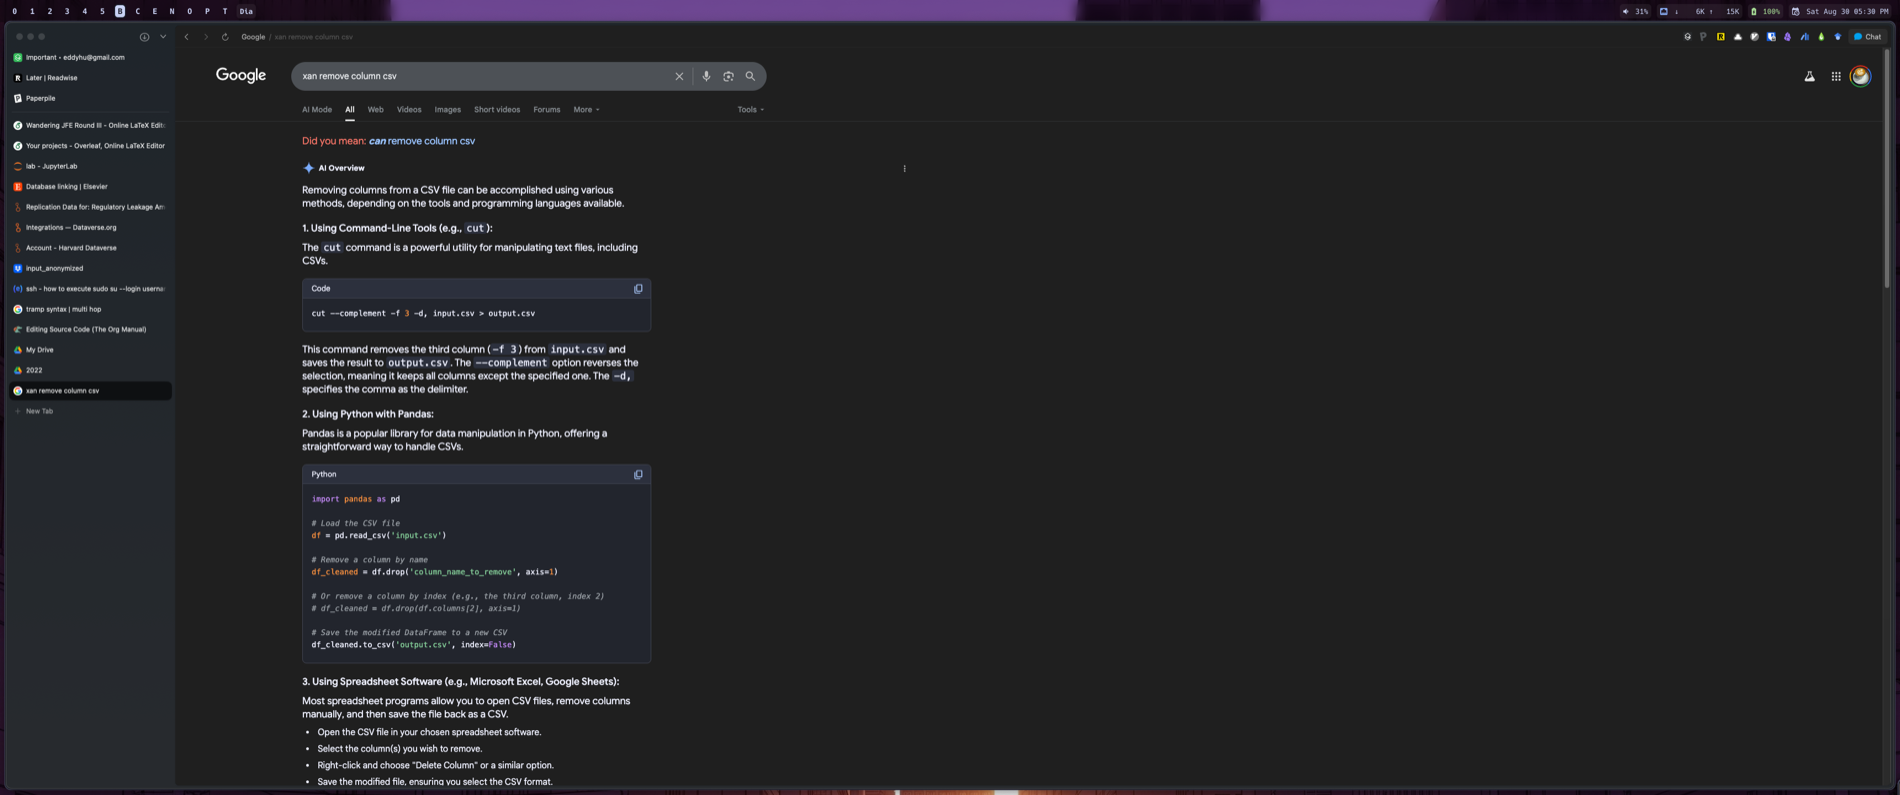 0 1 2 3 4 5 B C E N O P T Dia
31% 6K ↑ 15K 100% Sat Aug 30 05:30 PM
Important • eddyhu@gmail.com
Later | Readwise
Paperpile
Wandering JFE Round III - Online LaTeX Edit
Your projects - Overleaf, Online LaTeX Editor
lab - JupyterLab
Database linking | Elsevier
Replication Data for: Regulatory Leakage Am
Integrations — Dataverse.org
Account - Harvard Dataverse
input_anonymized
ssh - how to execute sudo su --login userna
tramp syntax | multi hop
Editing Source Code (The Org Manual)
My Drive
2022
xan remove column csv
+ New Tab
Google / xan remove column csv
Chat
Google
xan remove column csv
AI Mode All Web Videos Images Short videos Forums More Tools
Did you mean: can remove column csv
AI Overview
Removing columns from a CSV file can be accomplished using various
methods, depending on the tools and programming languages available.
1. Using Command-Line Tools (e.g., cut):
The cut command is a powerful utility for manipulating text files, including
CSVs.
Code
cut --complement -f 3 -d, input.csv > output.csv
This command removes the third column (-f 3) from input.csv and
saves the result to output.csv. The --complement option reverses the
selection, meaning it keeps all columns except the specified one. The -d,
specifies the comma as the delimiter.
2. Using Python with Pandas:
Pandas is a popular library for data manipulation in Python, offering a
straightforward way to handle CSVs.
Python
import pandas as pd
# Load the CSV file
df = pd.read_csv('input.csv')
# Remove a column by name
df_cleaned = df.drop('column_name_to_remove', axis=1)
# Or remove a column by index (e.g., the third column, index 2)
# df_cleaned = df.drop(df.columns[2], axis=1)
# Save the modified DataFrame to a new CSV
df_cleaned.to_csv('output.csv', index=False)
3. Using Spreadsheet Software (e.g., Microsoft Excel, Google Sheets):
Most spreadsheet programs allow you to open CSV files, remove columns
manually, and then save the file back as a CSV.
• Open the CSV file in your chosen spreadsheet software.
• Select the column(s) you wish to remove.
• Right-click and choose "Delete Column" or a similar option.
• Save the modified file, ensuring you select the CSV format.